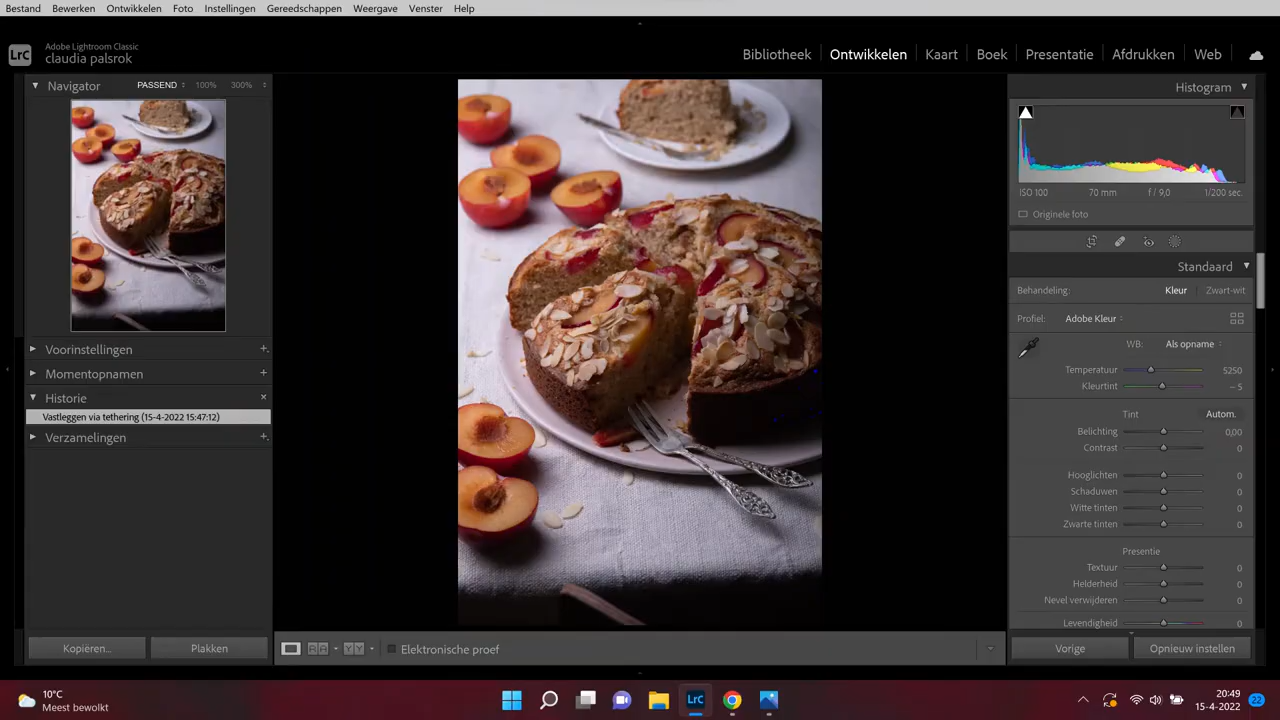 Bestand Bewerken Ontwikkelen Foto Instellingen Gereedschappen Weergave Venster Help
LrC Adobe Lightroom Classic
claudia palsrok
Bibliotheek Ontwikkelen Kaart Boek Presentatie Afdrukken Web
Navigator PASSEND 100% 300%
Voorinstellingen
Momentopnamen
Historie
Vastleggen via tethering (15-4-2022 15:47:12)
Verzamelingen
Kopiëren...
Plakken
Elektronische proef
Histogram
ISO 100 70 mm f / 9,0 1/200 sec.
Originele foto
Standaard
Behandeling: Kleur Zwart-wit
Profiel: Adobe Kleur
WB: Als opname
Temperatuur 5250
Kleurtint – 5
Tint Autom.
Belichting 0,00
Contrast 0
Hooglichten 0
Schaduwen 0
Witte tinten 0
Zwarte tinten 0
Presentie
Textuur 0
Helderheid 0
Nevel verwijderen 0
Levendigheid 0
Vorige
Opnieuw instellen
10°C
Meest bewolkt
LrC
20:49
15-4-2022
22